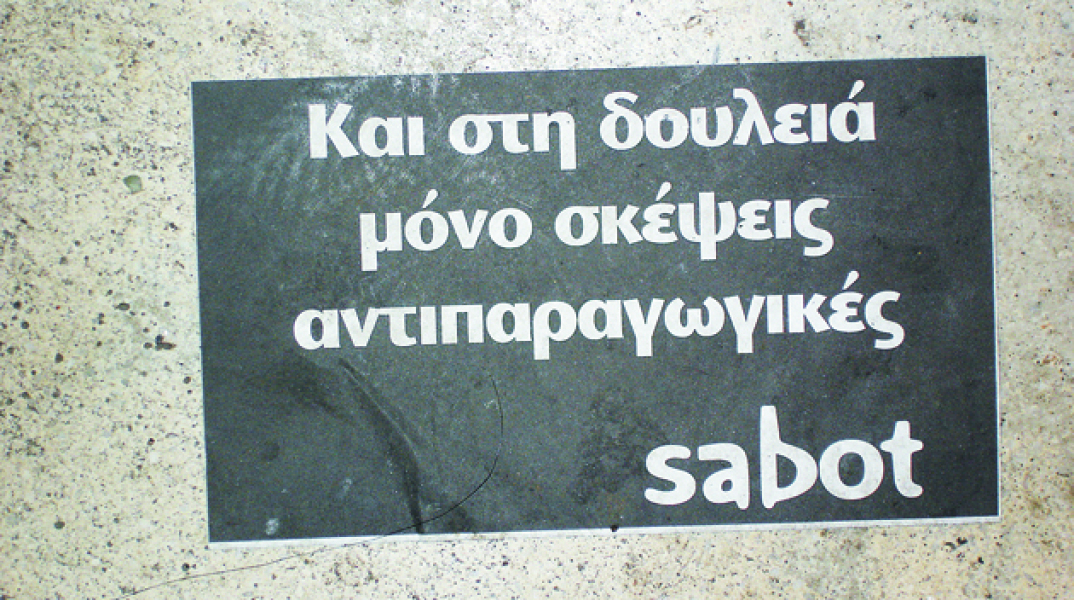 Και στη δουλειά
μόνο σκέψεις
αντιπαραγωγικές
sabot